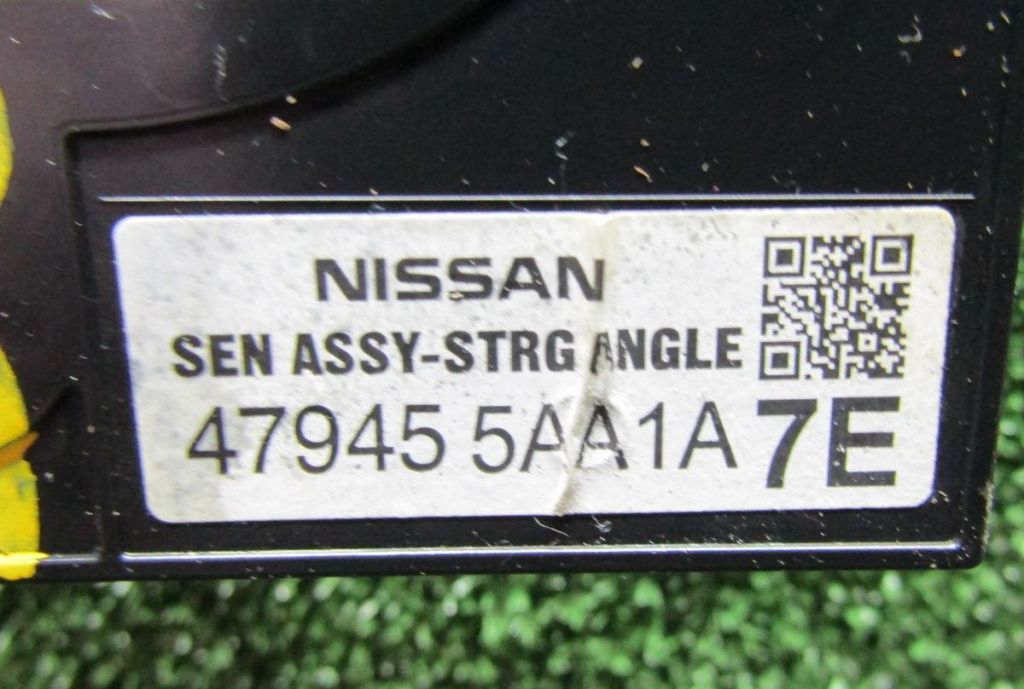 NISSAN
SEN ASSY-STRG ANGLE
47945 5AA1A 7E